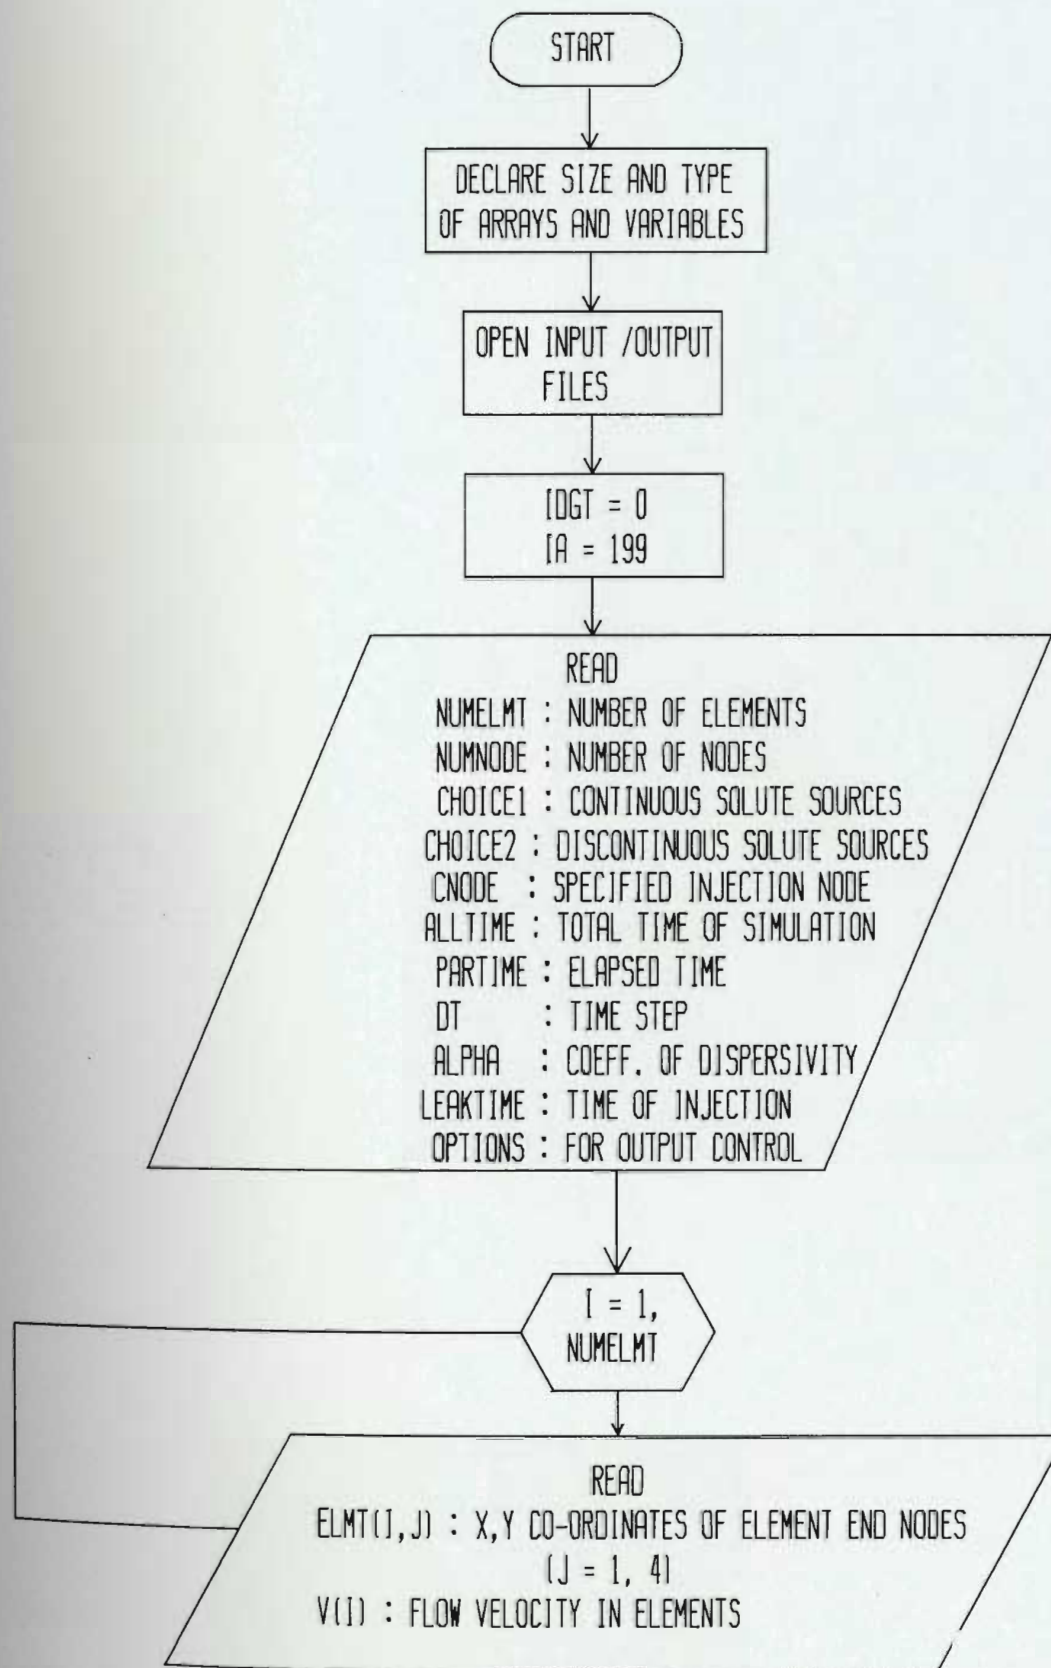 START
DECLARE SIZE AND TYPE
OF ARRAYS AND VARIABLES
OPEN INPUT /OUTPUT
FILES
IDGT = 0
IA = 199
READ
NUMELMT : NUMBER OF ELEMENTS
NUMNODE : NUMBER OF NODES
CHOICE1 : CONTINUOUS SOLUTE SOURCES
CHOICE2 : DISCONTINUOUS SOLUTE SOURCES
CNODE : SPECIFIED INJECTION NODE
ALLTIME : TOTAL TIME OF SIMULATION
PARTIME : ELAPSED TIME
DT : TIME STEP
ALPHA : COEFF. OF DISPERSIVITY
LEAKTIME : TIME OF INJECTION
OPTIONS : FOR OUTPUT CONTROL
I = 1,
NUMELMT
READ
ELMT(I,J) : X,Y CO-ORDINATES OF ELEMENT END NODES
(J = 1, 4)
V(I) : FLOW VELOCITY IN ELEMENTS